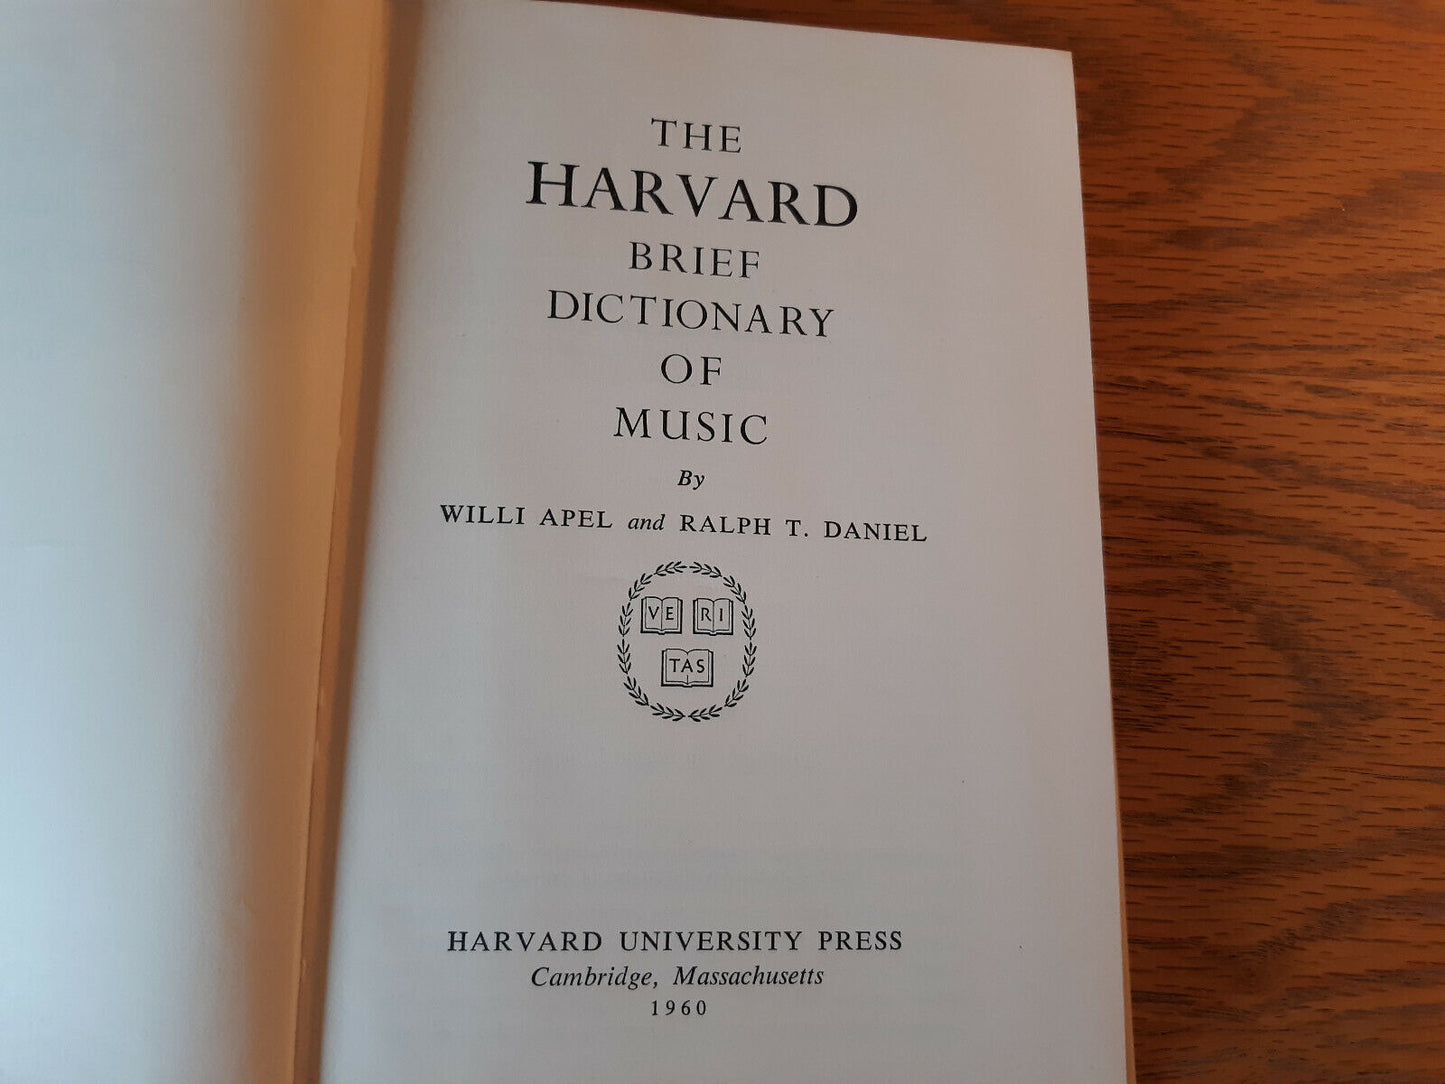 THE
HARVARD
BRIEF
DICTIONARY
OF
MUSIC
By
WILLI APEL and RALPH T. DANIEL
VE RI
TAS
HARVARD UNIVERSITY PRESS
Cambridge, Massachusetts
1960